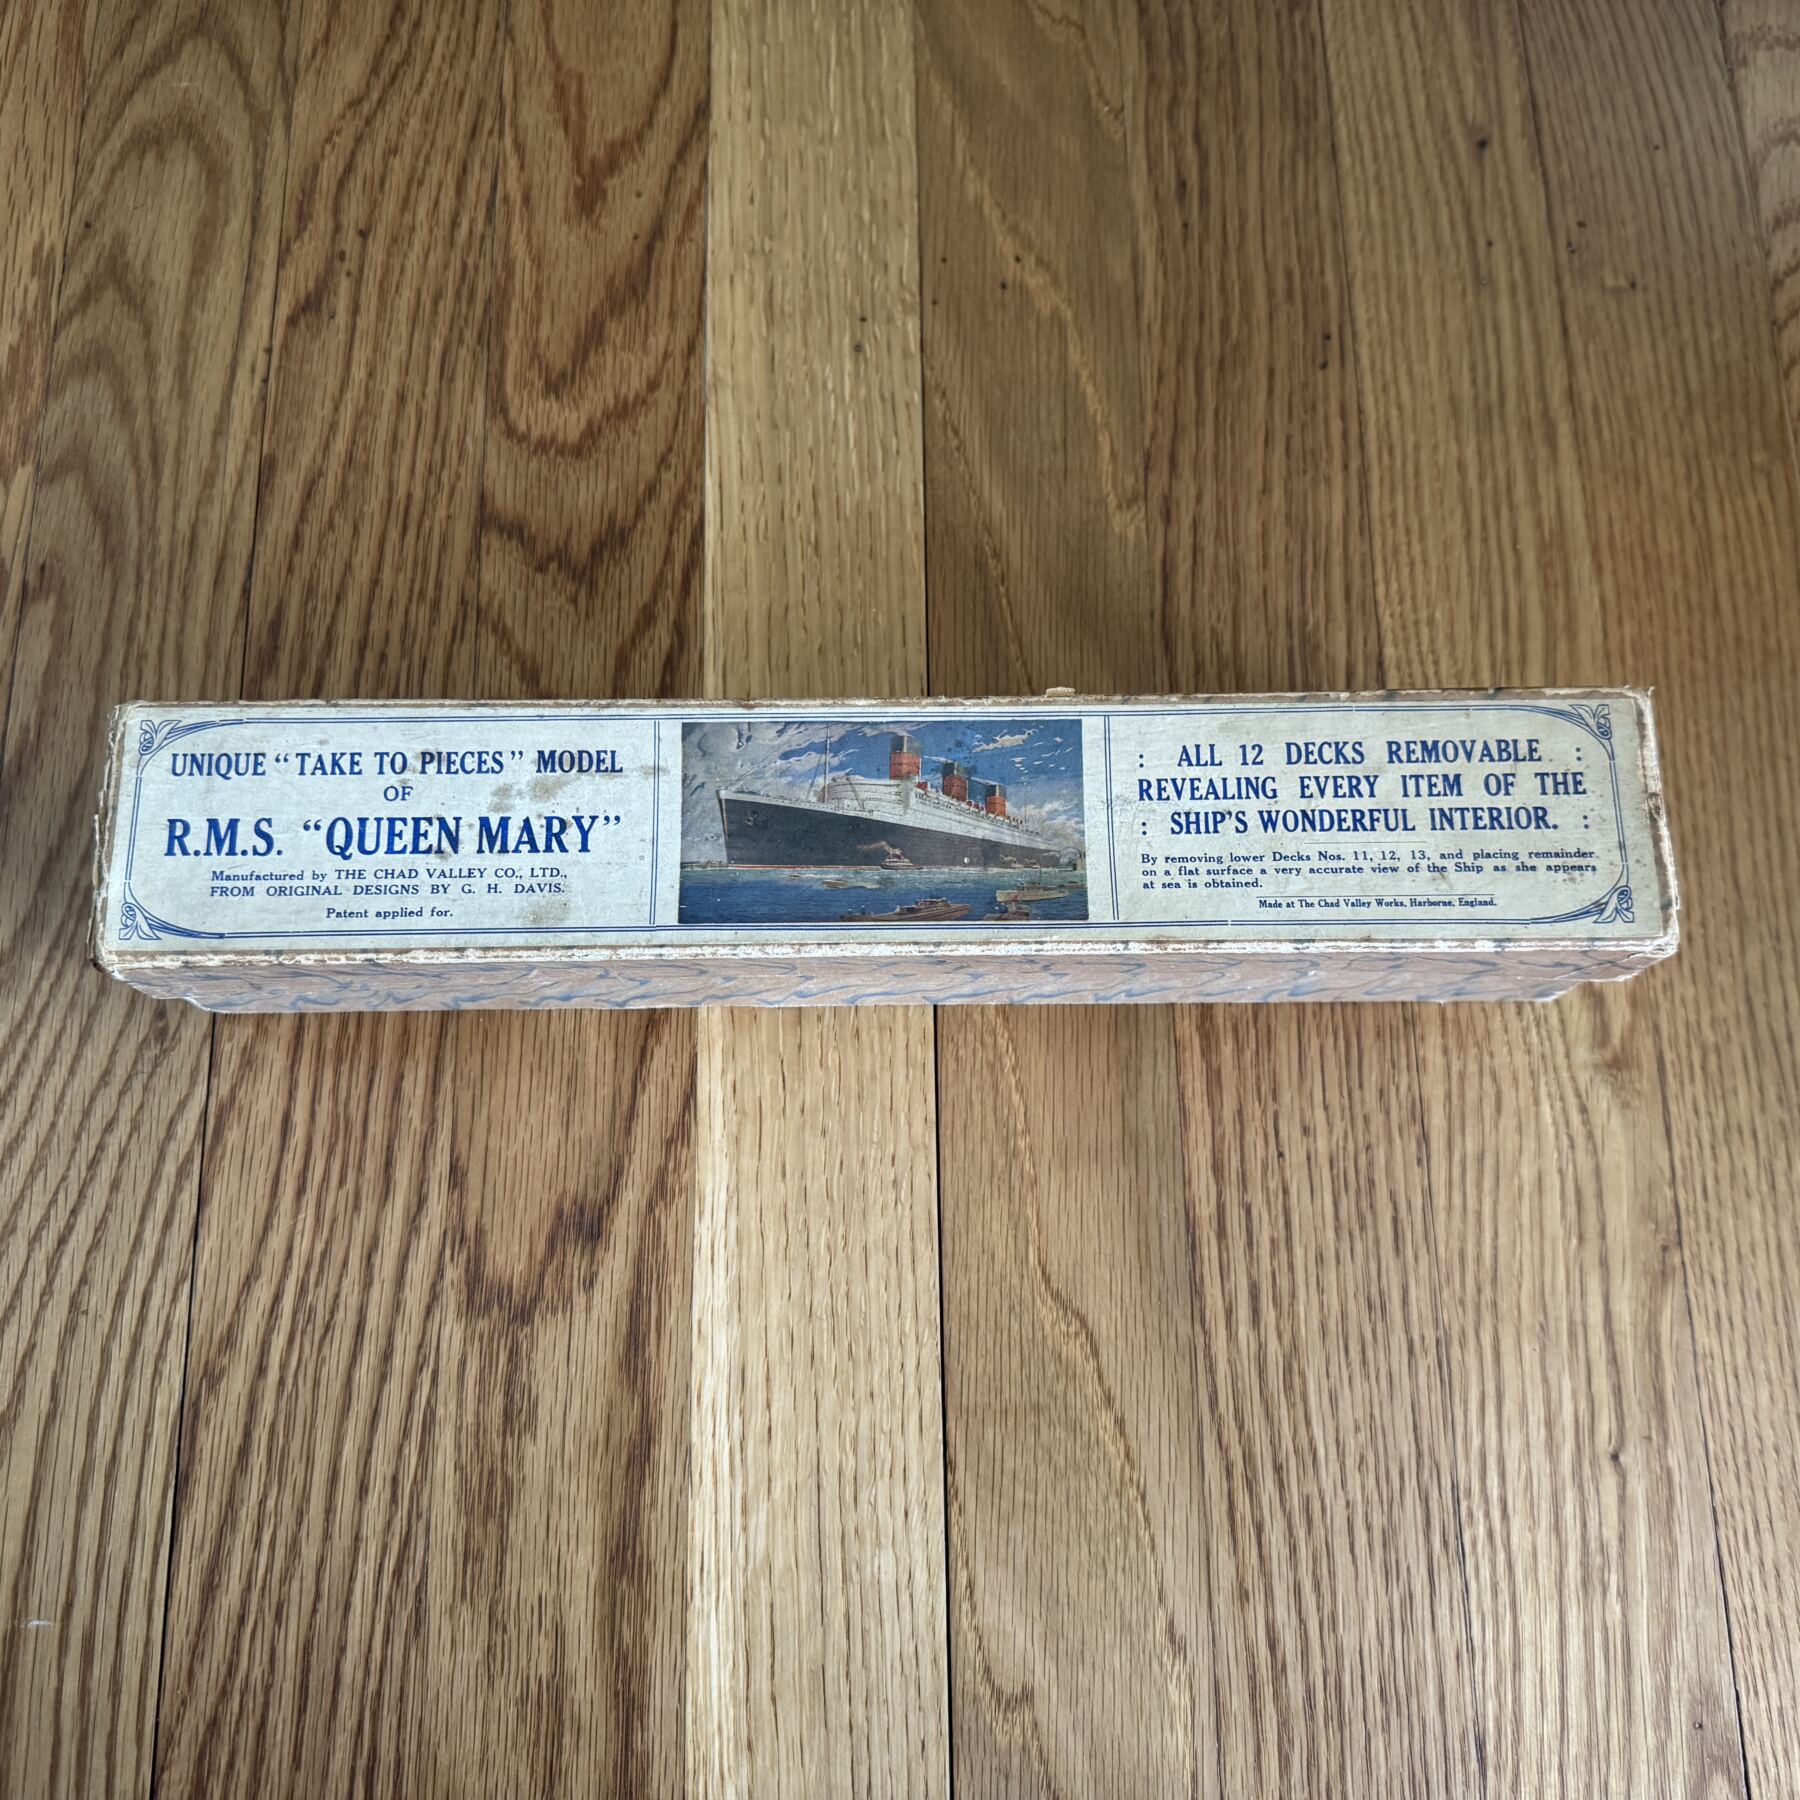 UNIQUE “TAKE TO PIECES” MODEL
OF
R.M.S. “QUEEN MARY”
Manufactured by THE CHAD VALLEY CO., LTD.,
FROM ORIGINAL DESIGNS BY G. H. DAVIS.
Patent applied for.
: ALL 12 DECKS REMOVABLE :
REVEALING EVERY ITEM OF THE
: SHIP’S WONDERFUL INTERIOR. :
By removing lower Decks Nos. 11, 12, 13, and placing remainder
on a flat surface a very accurate view of the Ship as she appears
at sea is obtained.
Made at The Chad Valley Works, Harborne, England.